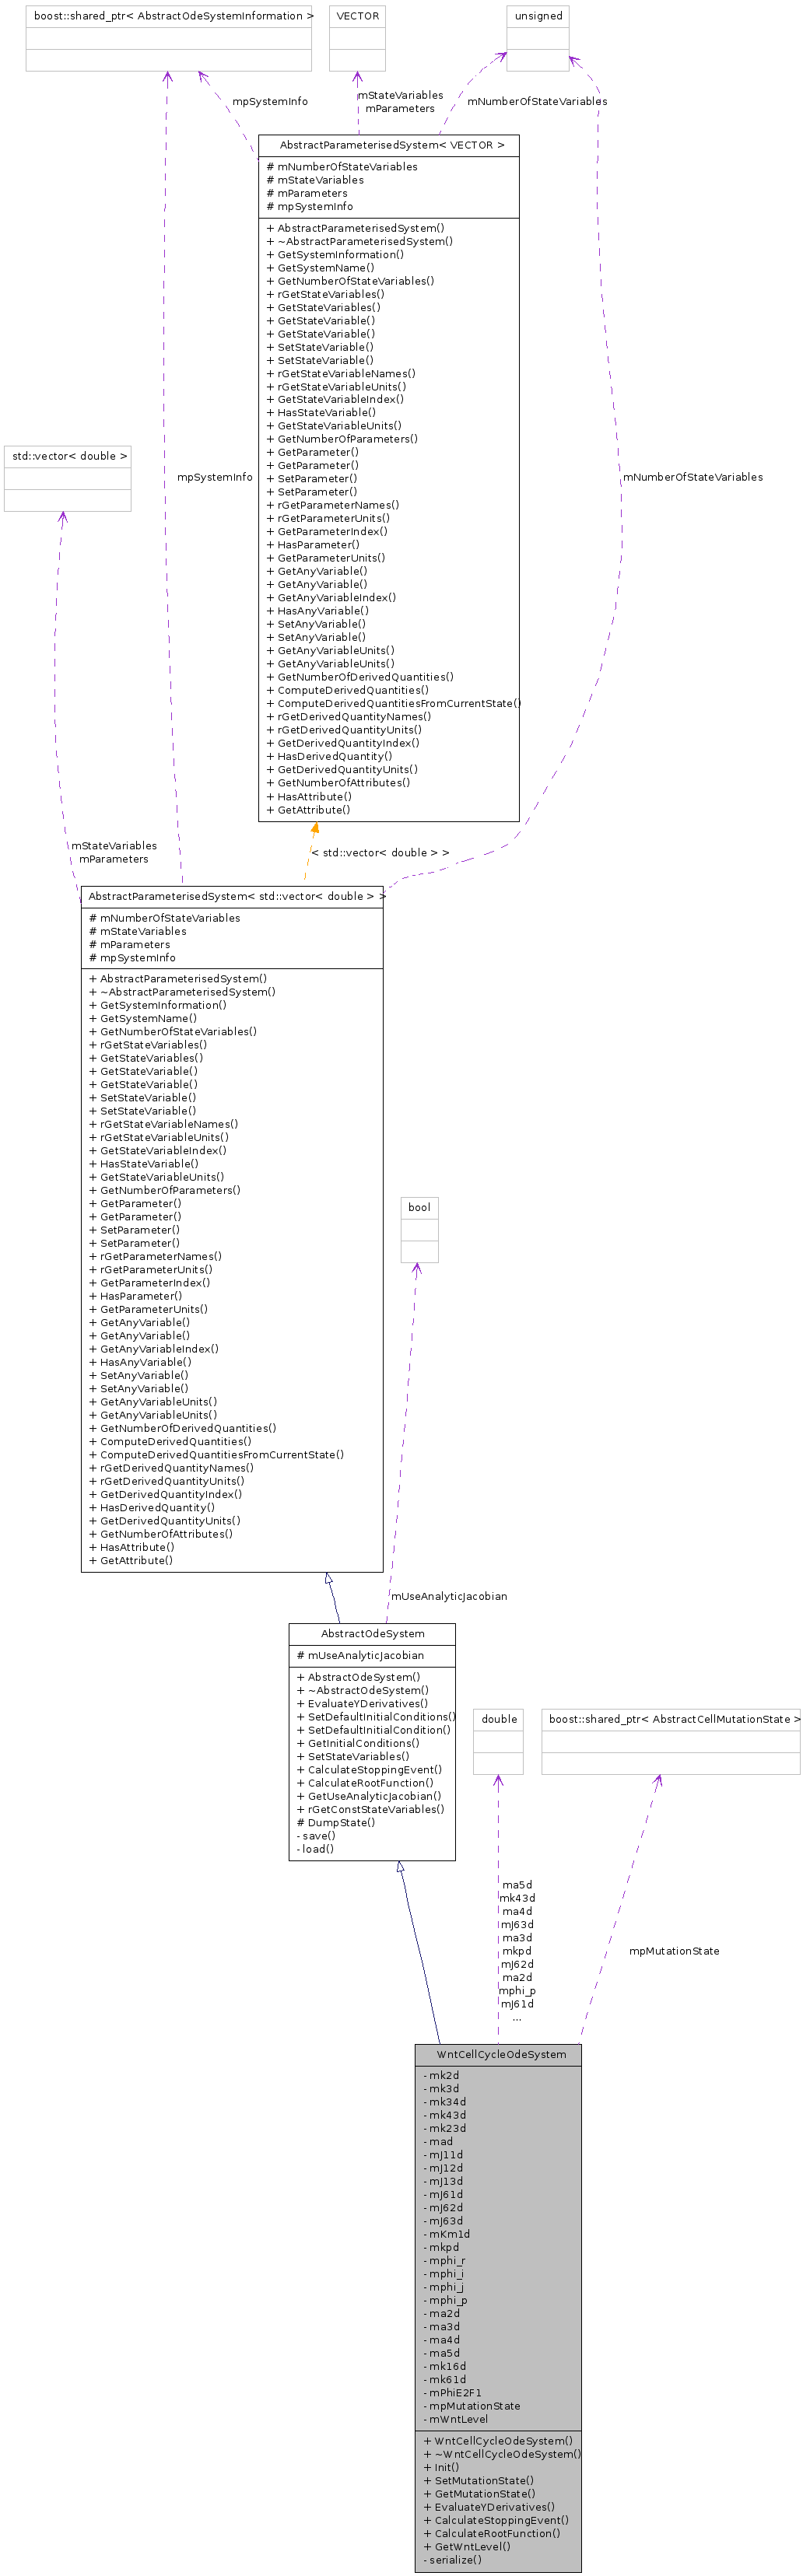 boost::shared_ptr< AbstractOdeSystemInformation >
VECTOR
unsigned
mpSystemInfo
mStateVariables
mParameters
mNumberOfStateVariables
AbstractParameterisedSystem< VECTOR >
# mNumberOfStateVariables
# mStateVariables
# mParameters
# mpSystemInfo
+ AbstractParameterisedSystem()
+ ~AbstractParameterisedSystem()
+ GetSystemInformation()
+ GetSystemName()
+ GetNumberOfStateVariables()
+ rGetStateVariables()
+ GetStateVariables()
+ GetStateVariable()
+ GetStateVariable()
+ SetStateVariable()
+ SetStateVariable()
+ rGetStateVariableNames()
+ rGetStateVariableUnits()
+ GetStateVariableIndex()
+ HasStateVariable()
+ GetStateVariableUnits()
+ GetNumberOfParameters()
+ GetParameter()
+ GetParameter()
+ SetParameter()
+ SetParameter()
+ rGetParameterNames()
+ rGetParameterUnits()
+ GetParameterIndex()
+ HasParameter()
+ GetParameterUnits()
+ GetAnyVariable()
+ GetAnyVariable()
+ GetAnyVariableIndex()
+ HasAnyVariable()
+ SetAnyVariable()
+ SetAnyVariable()
+ GetAnyVariableUnits()
+ GetAnyVariableUnits()
+ GetNumberOfDerivedQuantities()
+ ComputeDerivedQuantities()
+ ComputeDerivedQuantitiesFromCurrentState()
+ rGetDerivedQuantityNames()
+ rGetDerivedQuantityUnits()
+ GetDerivedQuantityIndex()
+ HasDerivedQuantity()
+ GetDerivedQuantityUnits()
+ GetNumberOfAttributes()
+ HasAttribute()
+ GetAttribute()
std::vector< double >
mpSystemInfo
mNumberOfStateVariables
mStateVariables
mParameters
< std::vector< double > >
AbstractParameterisedSystem< std::vector< double > >
# mNumberOfStateVariables
# mStateVariables
# mParameters
# mpSystemInfo
+ AbstractParameterisedSystem()
+ ~AbstractParameterisedSystem()
+ GetSystemInformation()
+ GetSystemName()
+ GetNumberOfStateVariables()
+ rGetStateVariables()
+ GetStateVariables()
+ GetStateVariable()
+ GetStateVariable()
+ SetStateVariable()
+ SetStateVariable()
+ rGetStateVariableNames()
+ rGetStateVariableUnits()
+ GetStateVariableIndex()
+ HasStateVariable()
+ GetStateVariableUnits()
+ GetNumberOfParameters()
+ GetParameter()
+ GetParameter()
+ SetParameter()
+ SetParameter()
+ rGetParameterNames()
+ rGetParameterUnits()
+ GetParameterIndex()
+ HasParameter()
+ GetParameterUnits()
+ GetAnyVariable()
+ GetAnyVariable()
+ GetAnyVariableIndex()
+ HasAnyVariable()
+ SetAnyVariable()
+ SetAnyVariable()
+ GetAnyVariableUnits()
+ GetAnyVariableUnits()
+ GetNumberOfDerivedQuantities()
+ ComputeDerivedQuantities()
+ ComputeDerivedQuantitiesFromCurrentState()
+ rGetDerivedQuantityNames()
+ rGetDerivedQuantityUnits()
+ GetDerivedQuantityIndex()
+ HasDerivedQuantity()
+ GetDerivedQuantityUnits()
+ GetNumberOfAttributes()
+ HasAttribute()
+ GetAttribute()
bool
mUseAnalyticJacobian
AbstractOdeSystem
# mUseAnalyticJacobian
+ AbstractOdeSystem()
+ ~AbstractOdeSystem()
+ EvaluateYDerivatives()
+ SetDefaultInitialConditions()
+ SetDefaultInitialCondition()
+ GetInitialConditions()
+ SetStateVariables()
+ CalculateStoppingEvent()
+ CalculateRootFunction()
+ GetUseAnalyticJacobian()
+ rGetConstStateVariables()
# DumpState()
- save()
- load()
double
boost::shared_ptr< AbstractCellMutationState >
ma5d
mk43d
ma4d
mJ63d
ma3d
mkpd
mJ62d
ma2d
mphi_p
mJ61d
...
mpMutationState
WntCellCycleOdeSystem
- mk2d
- mk3d
- mk34d
- mk43d
- mk23d
- mad
- mJ11d
- mJ12d
- mJ13d
- mJ61d
- mJ62d
- mJ63d
- mKm1d
- mkpd
- mphi_r
- mphi_i
- mphi_j
- mphi_p
- ma2d
- ma3d
- ma4d
- ma5d
- mk16d
- mk61d
- mPhiE2F1
- mpMutationState
- mWntLevel
+ WntCellCycleOdeSystem()
+ ~WntCellCycleOdeSystem()
+ Init()
+ SetMutationState()
+ GetMutationState()
+ EvaluateYDerivatives()
+ CalculateStoppingEvent()
+ CalculateRootFunction()
+ GetWntLevel()
- serialize()